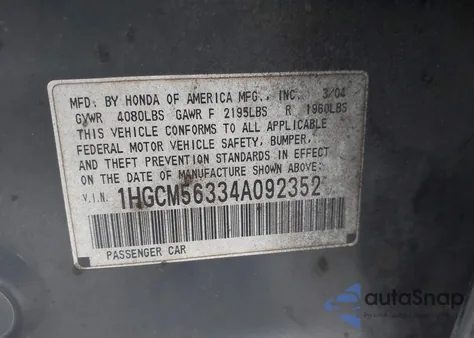 MFD. BY HONDA OF AMERICA MFG., INC. 3/04
GVWR 4080LBS GAWR F 2195LBS R 1960LBS
THIS VEHICLE CONFORMS TO ALL APPLICABLE
FEDERAL MOTOR VEHICLE SAFETY, BUMPER,
AND THEFT PREVENTION STANDARDS IN EFFECT
ON THE DATE OF MANUFACTURE SHOWN ABOVE.
V.I.N. 1HGCM56334A092352
PASSENGER CAR
autoSnap